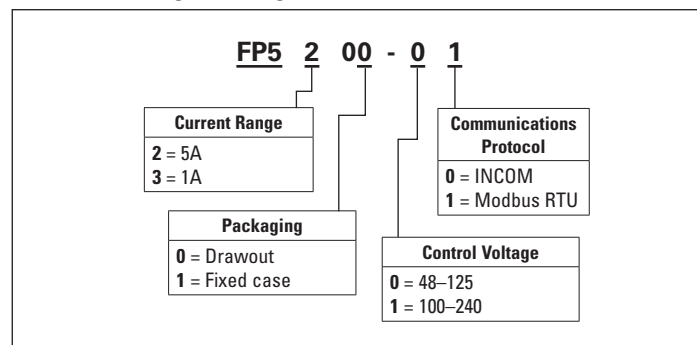 FP5 2 00 - 0 1
Current Range
2 = 5A
3 = 1A
Packaging
0 = Drawout
1 = Fixed case
Communications
Protocol
0 = INCOM
1 = Modbus RTU
Control Voltage
0 = 48–125
1 = 100–240